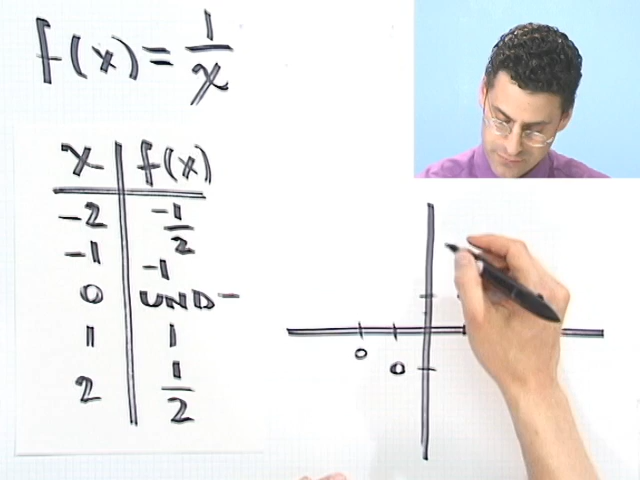 f(x) = 1/x
x f(x)
-2 -1/2
-1 -1
0 UND-
1 1
2 1/2